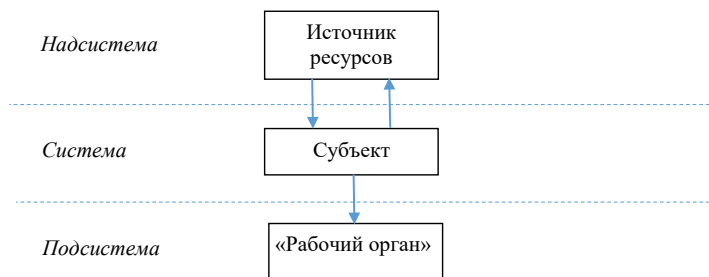 Надсистема
Источник
ресурсов
Система
Субъект
Подсистема
«Рабочий орган»